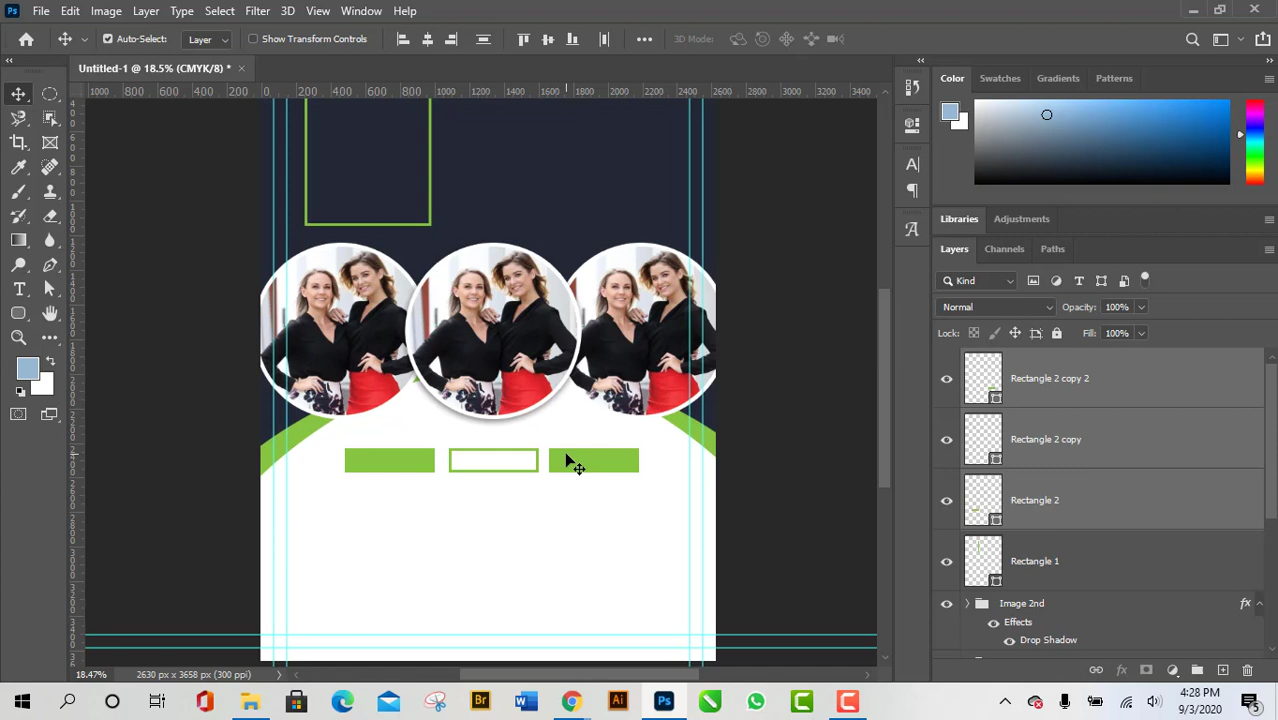 Ps File Edit Image Layer Type Select Filter 3D View Window Help
Auto-Select: Layer Show Transform Controls ••• 3D Mode:
Untitled-1 @ 18.5% (CMYK/8) * ×
1000 800 600 400 200 0 200 400 600 800 1000 1200 1400 1600 1800 2000 2200 2400 2600 2800 3000 3200 3400
Color Swatches Gradients Patterns
Libraries Adjustments
Layers Channels Paths
Kind
Normal Opacity: 100%
Lock: Fill: 100%
Rectangle 2 copy 2
Rectangle 2 copy
Rectangle 2
Rectangle 1
Image 2nd fx
Effects
Drop Shadow
18.47% 2630 px x 3658 px (300 ppi)
Br Ai Ps
4:28 PM
9/3/2020
5